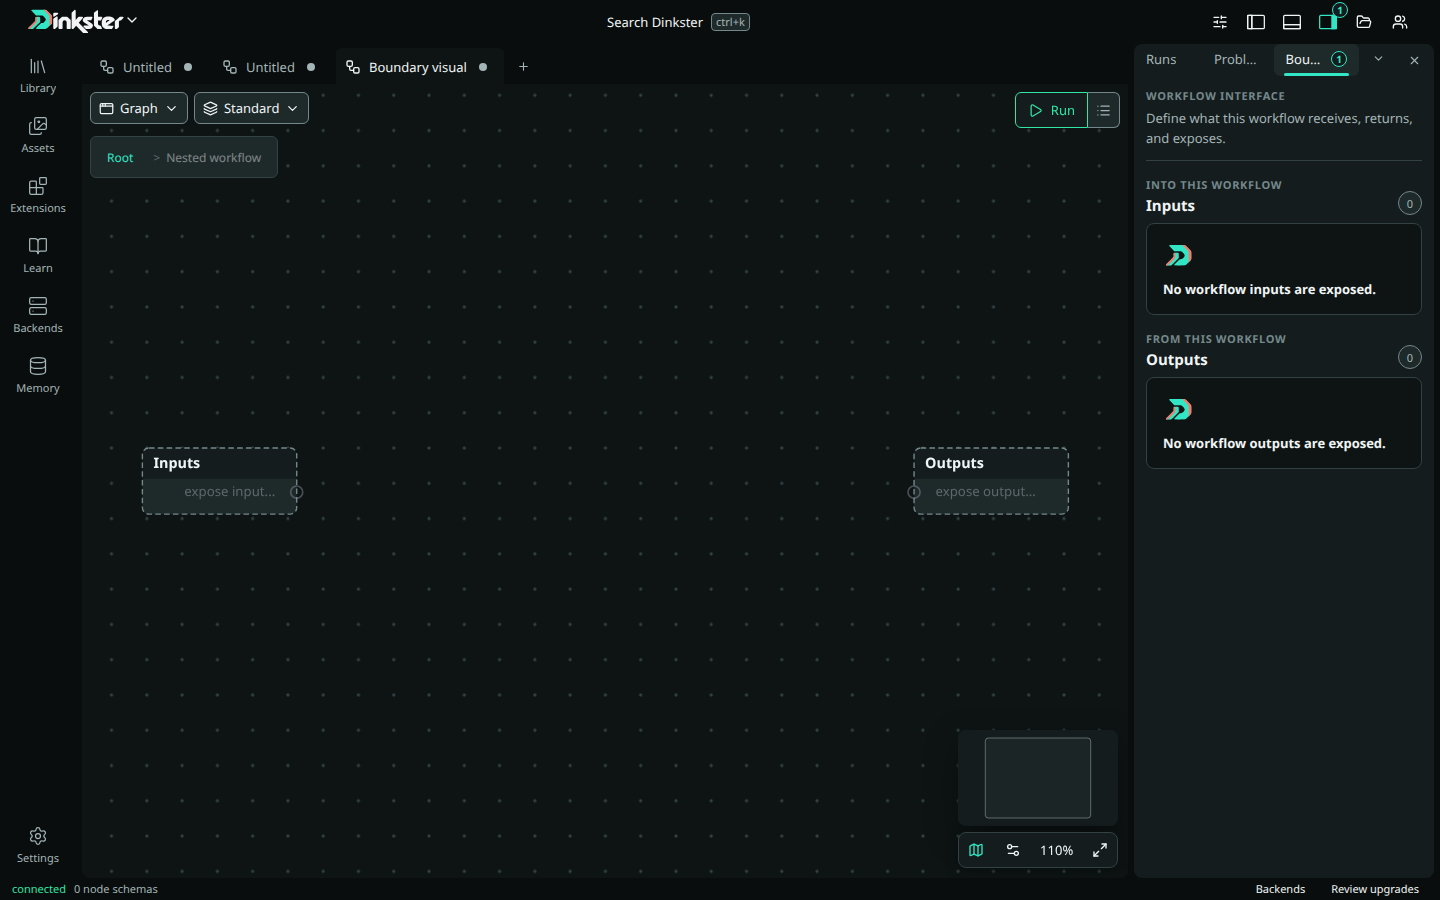 Dinkster
Search Dinkster ctrl+k
1
Library
Assets
Extensions
Learn
Backends
Memory
Settings
Untitled
Untitled
Boundary visual
+
Graph
Standard
Run
Root > Nested workflow
Inputs
expose input...
Outputs
expose output...
110%
Runs
Probl...
Bou... 1
WORKFLOW INTERFACE
Define what this workflow receives, returns,
and exposes.
INTO THIS WORKFLOW
Inputs 0
No workflow inputs are exposed.
FROM THIS WORKFLOW
Outputs 0
No workflow outputs are exposed.
connected 0 node schemas
Backends Review upgrades